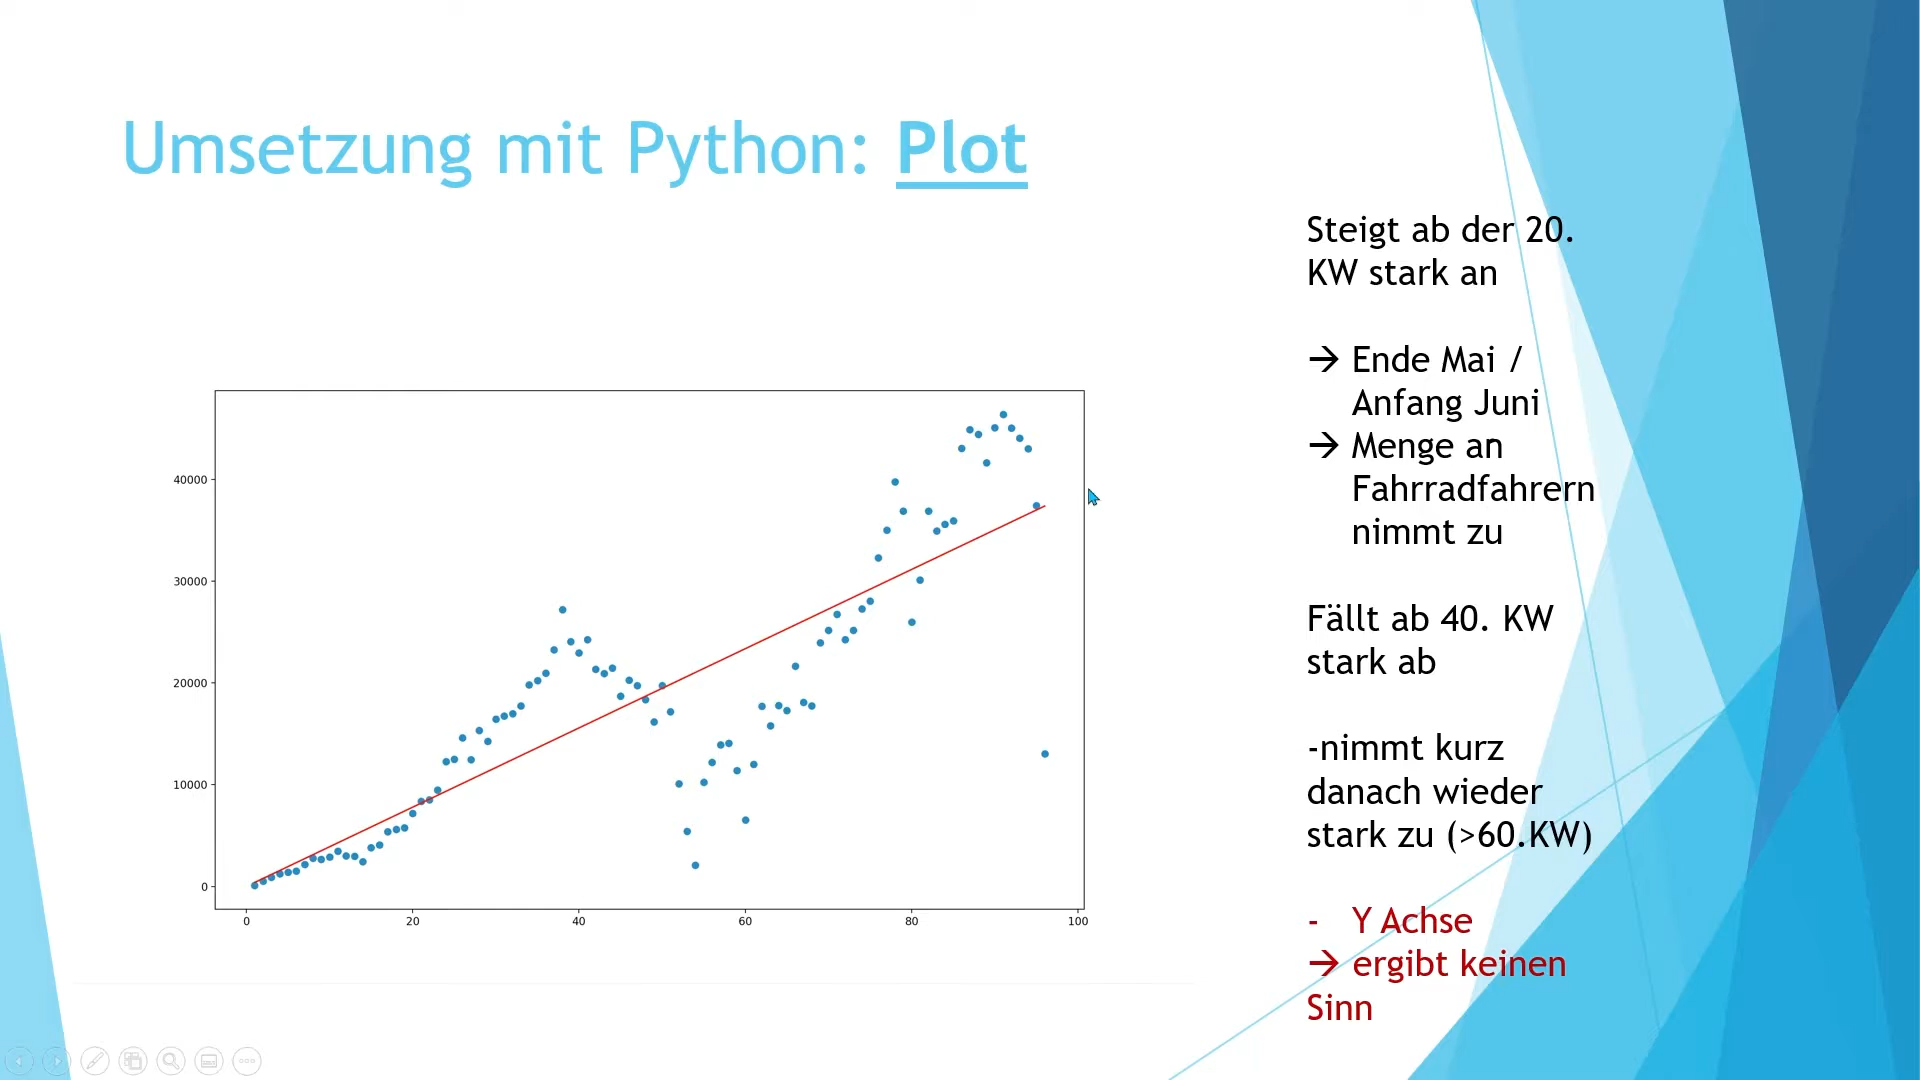 Umsetzung mit Python: Plot
Steigt ab der 20.
KW stark an
→ Ende Mai /
Anfang Juni
→ Menge an
Fahrradfahrern
nimmt zu
Fällt ab 40. KW
stark ab
-nimmt kurz
danach wieder
stark zu (>60.KW)
- Y Achse
→ ergibt keinen
Sinn
40000
30000
20000
10000
0
0 20 40 60 80 100